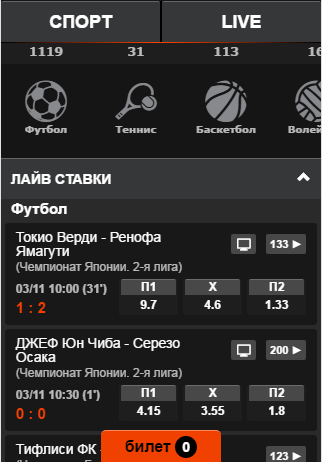 СПОРТ LIVE
1119 31 113
Футбол Теннис Баскетбол
ЛАЙВ СТАВКИ
Футбол
Токио Верди - Ренофа
Ямагути
133
(Чемпионат Японии. 2-я лига)
03/11 10:00 (31') П1 X П2
1 : 2 9.7 4.6 1.33
ДЖЕФ Юн Чиба - Серезо
Осака
200
(Чемпионат Японии. 2-я лига)
03/11 10:30 (1') П1 X П2
0 : 0 4.15 3.55 1.8
Тифлиси ФК -
123
билет 0